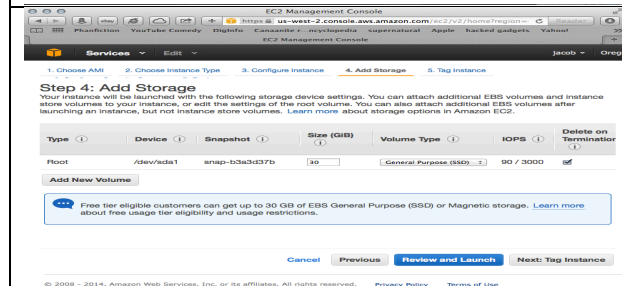 EC2 Management Console
ebay
https us-west-2.console.aws.amazon.com/ec2/v2/home?region= Reader
Phanfiction YouTube Comedy DigInfo Canaanite r...ncyclopedia supernatural Apple hacked gadgets Yahoo!
EC2 Management Console
Services Edit Jacob Oreg
1. Choose AMI 2. Choose Instance Type 3. Configure Instance 4. Add Storage 5. Tag Instance
Step 4: Add Storage
Your instance will be launched with the following storage device settings. You can attach additional EBS volumes and instance
store volumes to your instance, or edit the settings of the root volume. You can also attach additional EBS volumes after
launching an instance, but not instance store volumes. Learn more about storage options in Amazon EC2.
Type Device Snapshot Size (GiB) Volume Type IOPS Delete on Termination
Root /dev/sda1 snap-b3a3d37b 30 General Purpose (SSD) 90 / 3000
Add New Volume
Free tier eligible customers can get up to 30 GB of EBS General Purpose (SSD) or Magnetic storage. Learn more
about free usage tier eligibility and usage restrictions.
Cancel Previous Review and Launch Next: Tag Instance
© 2008 - 2014, Amazon Web Services, Inc. or its affiliates. All rights reserved. Privacy Policy Terms of Use